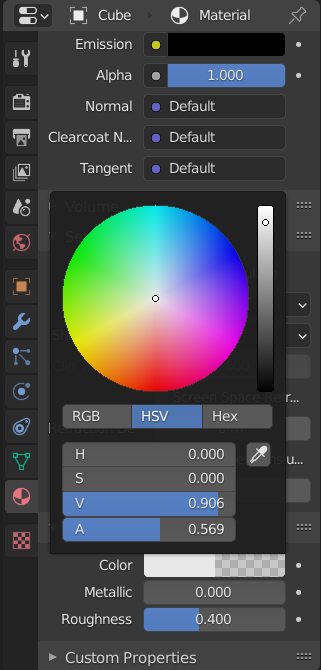 Cube > Material
Emission
Alpha 1.000
Normal Default
Clearcoat N... Default
Tangent Default
Volume
Screen Space Refr...
RGB HSV Hex
H 0.000
S 0.000
V 0.906
A 0.569
Color
Metallic 0.000
Roughness 0.400
Custom Properties